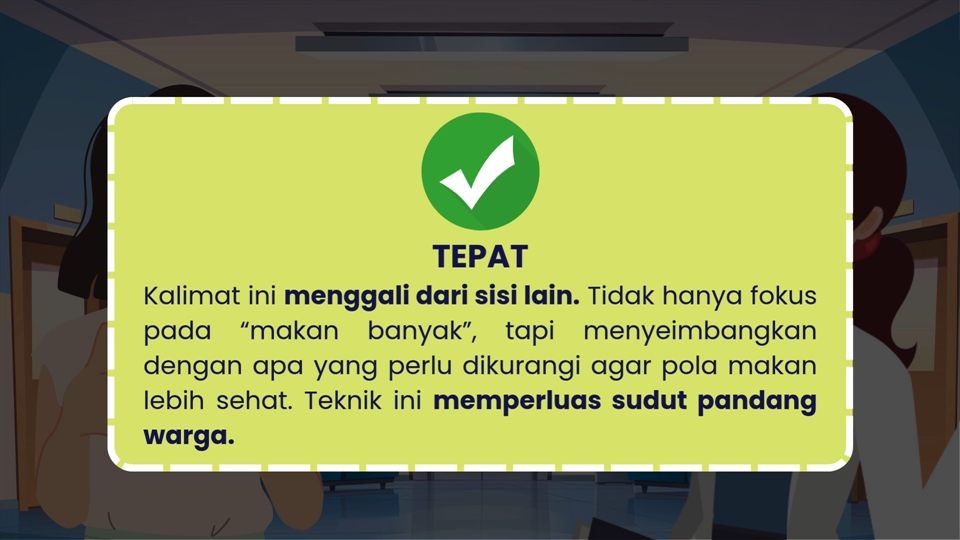 TEPAT
Kalimat ini menggali dari sisi lain. Tidak hanya fokus
pada “makan banyak”, tapi menyeimbangkan
dengan apa yang perlu dikurangi agar pola makan
lebih sehat. Teknik ini memperluas sudut pandang
warga.